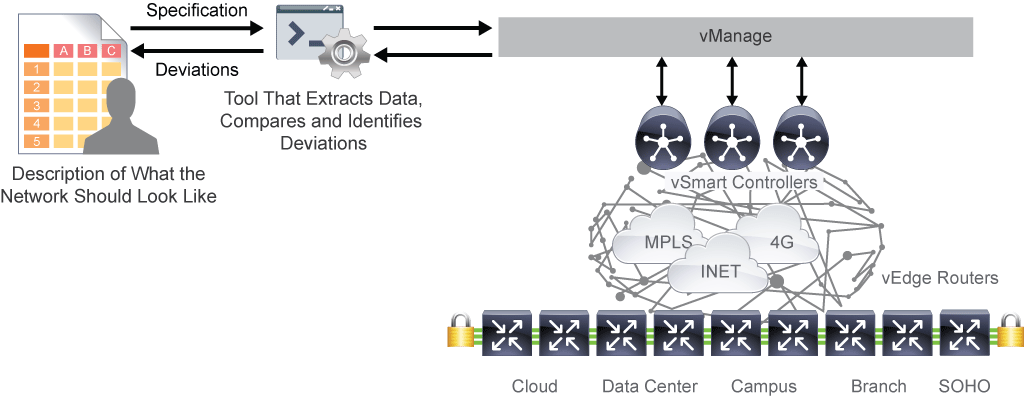 Specification
Deviations
A B C
1
2
3
4
5
Description of What the
Network Should Look Like
>_
Tool That Extracts Data,
Compares and Identifies
Deviations
vManage
vSmart Controllers
MPLS
4G
INET
vEdge Routers
Cloud
Data Center
Campus
Branch
SOHO